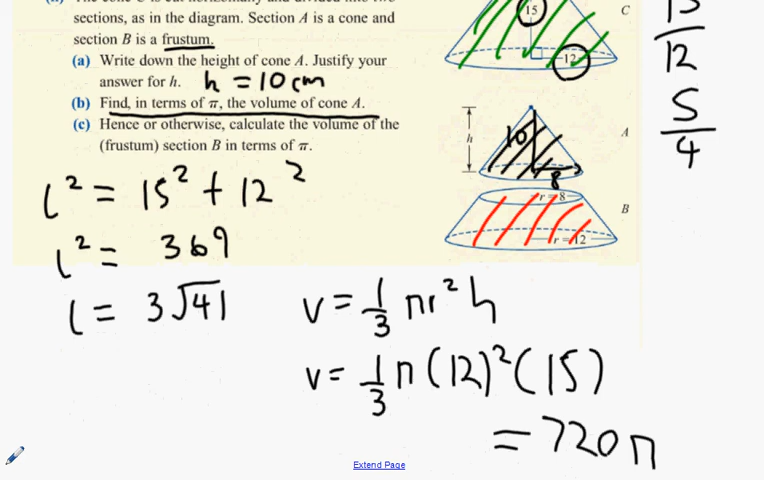 sections, as in the diagram. Section A is a cone and
section B is a frustum.
(a) Write down the height of cone A. Justify your
answer for h. h = 10 cm
(b) Find, in terms of π, the volume of cone A.
(c) Hence or otherwise, calculate the volume of the
(frustum) section B in terms of π.
15
12
C
12
5
4
h
10
8
A
r = 8
r = 12
B
l² = 15² + 12²
l² = 369
l = 3√41
v = 1/3 πr²h
v = 1/3 π(12)²(15)
= 720π
Extend Page